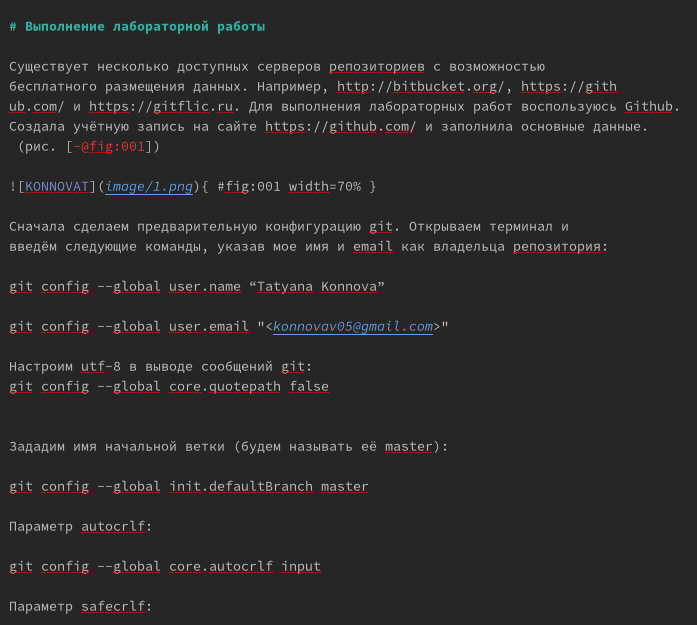 # Выполнение лабораторной работы
Существует несколько доступных серверов репозиториев с возможностью
бесплатного размещения данных. Например, http://bitbucket.org/, https://gith
ub.com/ и https://gitflic.ru. Для выполнения лабораторных работ воспользуюсь Github.
Создала учётную запись на сайте https://github.com/ и заполнила основные данные.
(рис. [-@fig:001])
![KONNOVAT](image/1.png){ #fig:001 width=70% }
Сначала сделаем предварительную конфигурацию git. Открываем терминал и
введём следующие команды, указав мое имя и email как владельца репозитория:
git config --global user.name “Tatyana Konnova”
git config --global user.email "<konnovav05@gmail.com>"
Настроим utf-8 в выводе сообщений git:
git config --global core.quotepath false
Зададим имя начальной ветки (будем называть её master):
git config --global init.defaultBranch master
Параметр autocrlf:
git config --global core.autocrlf input
Параметр safecrlf: